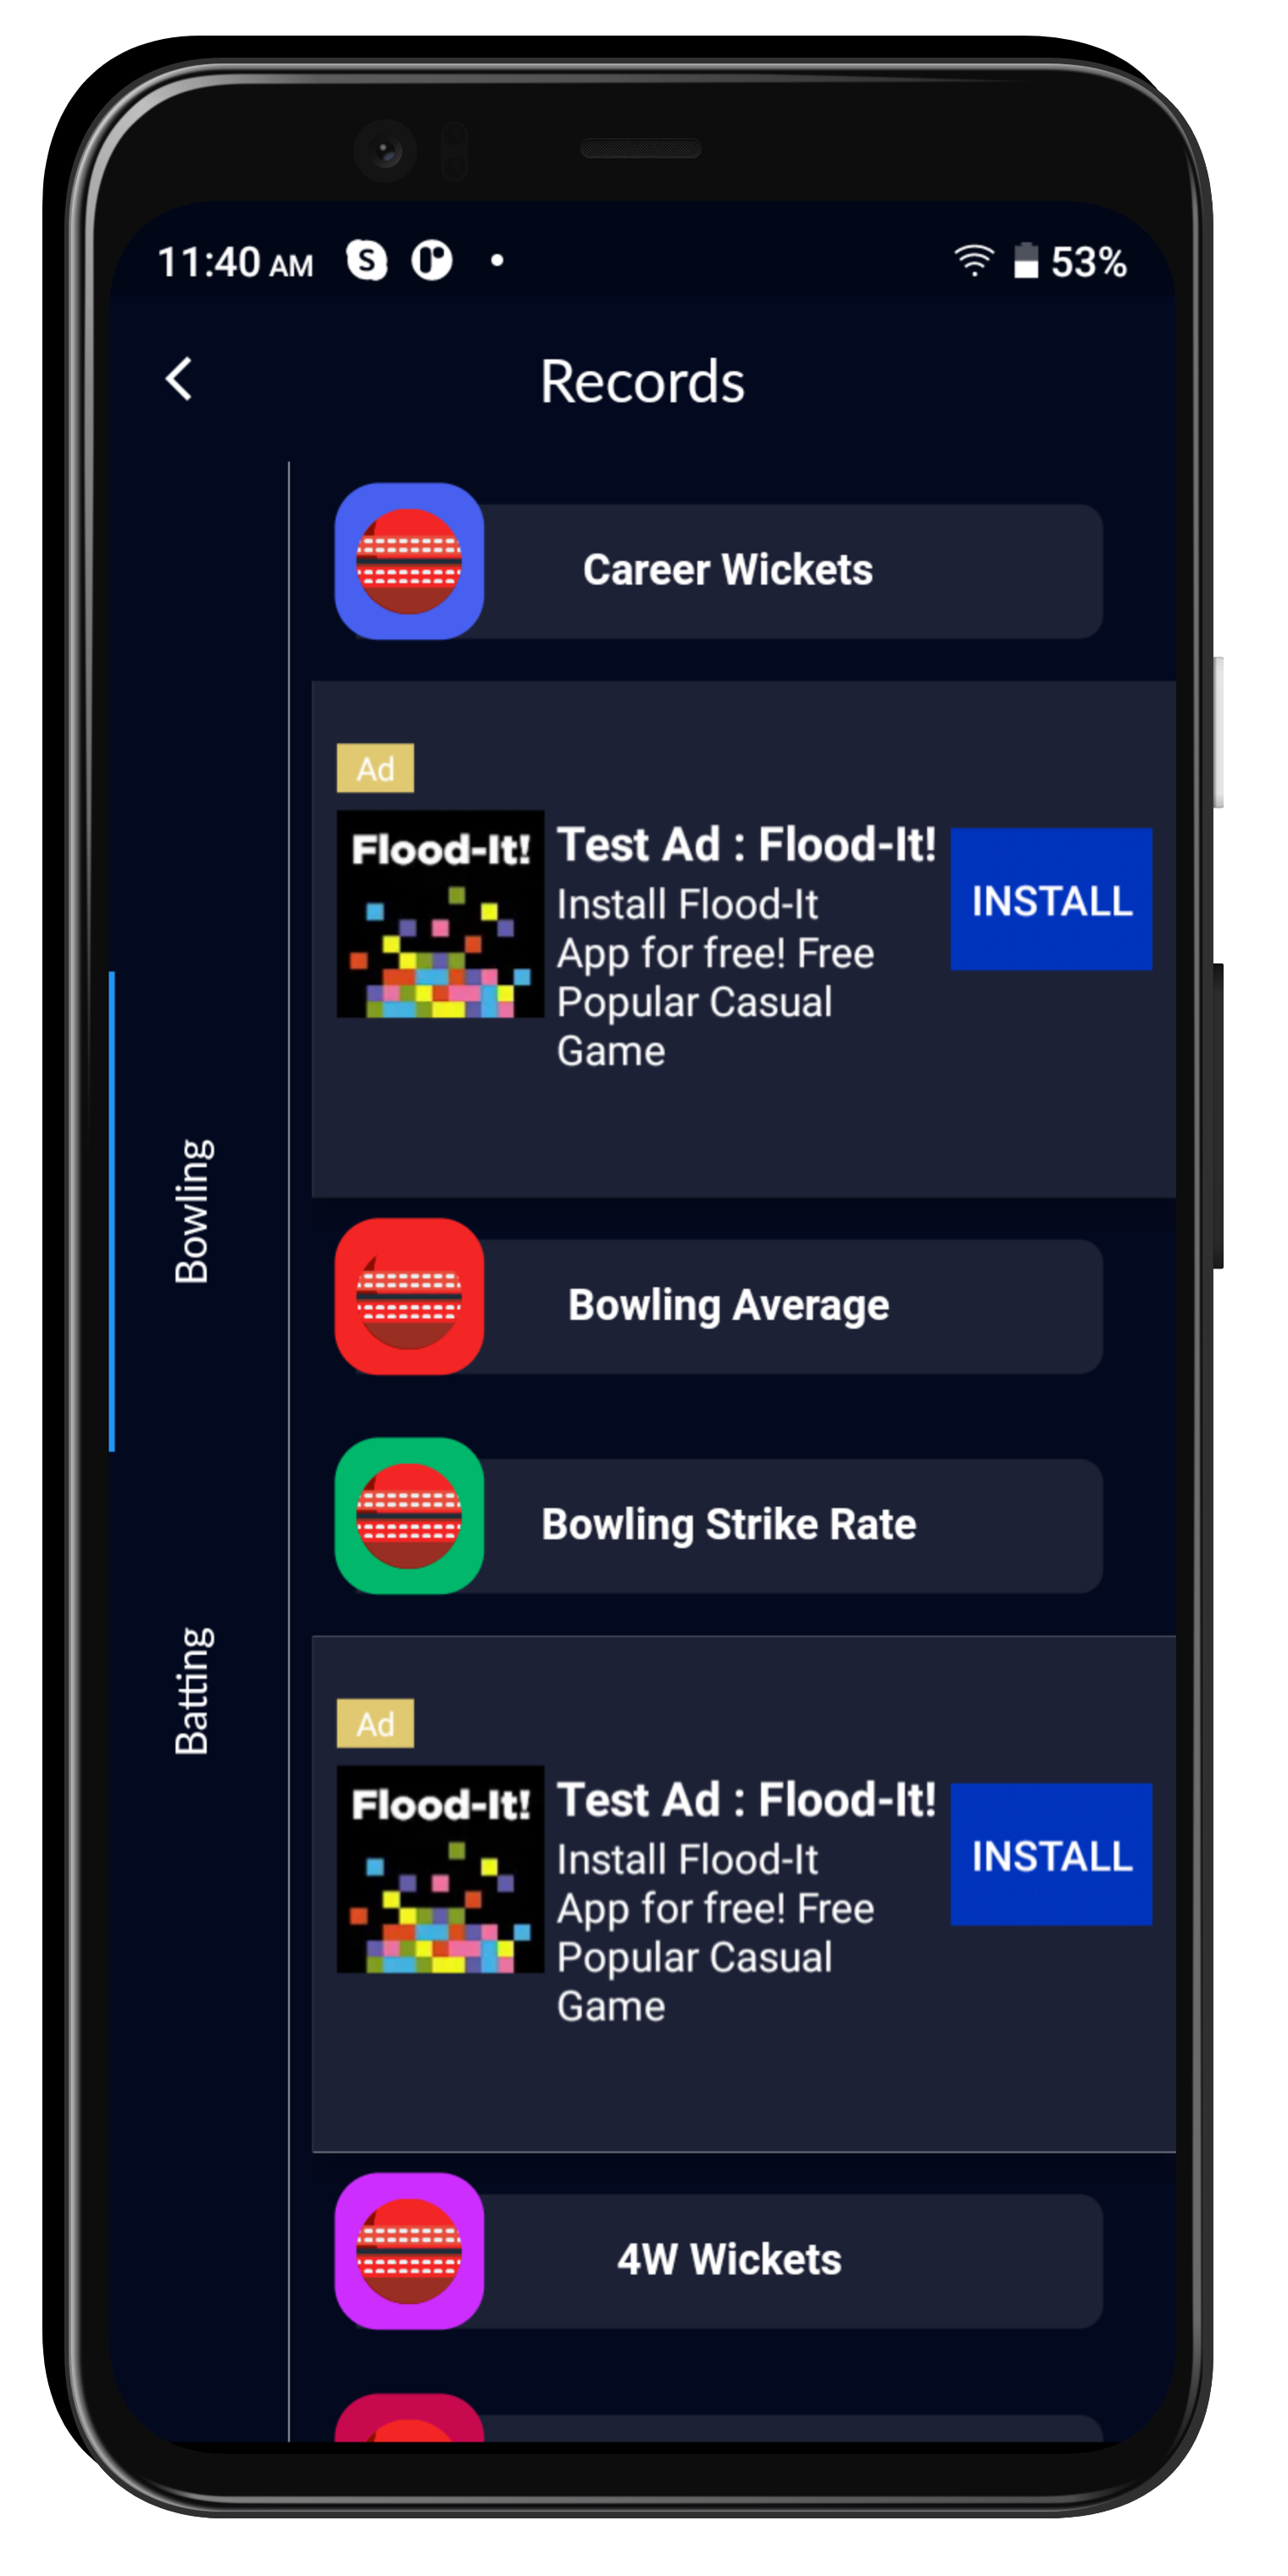 11:40 AM S 53%
Records
Career Wickets
Ad
Flood-It!
Test Ad : Flood-It!
Install Flood-It
App for free! Free
Popular Casual
Game
INSTALL
Bowling
Bowling Average
Bowling Strike Rate
Batting
Ad
Flood-It!
Test Ad : Flood-It!
Install Flood-It
App for free! Free
Popular Casual
Game
INSTALL
4W Wickets